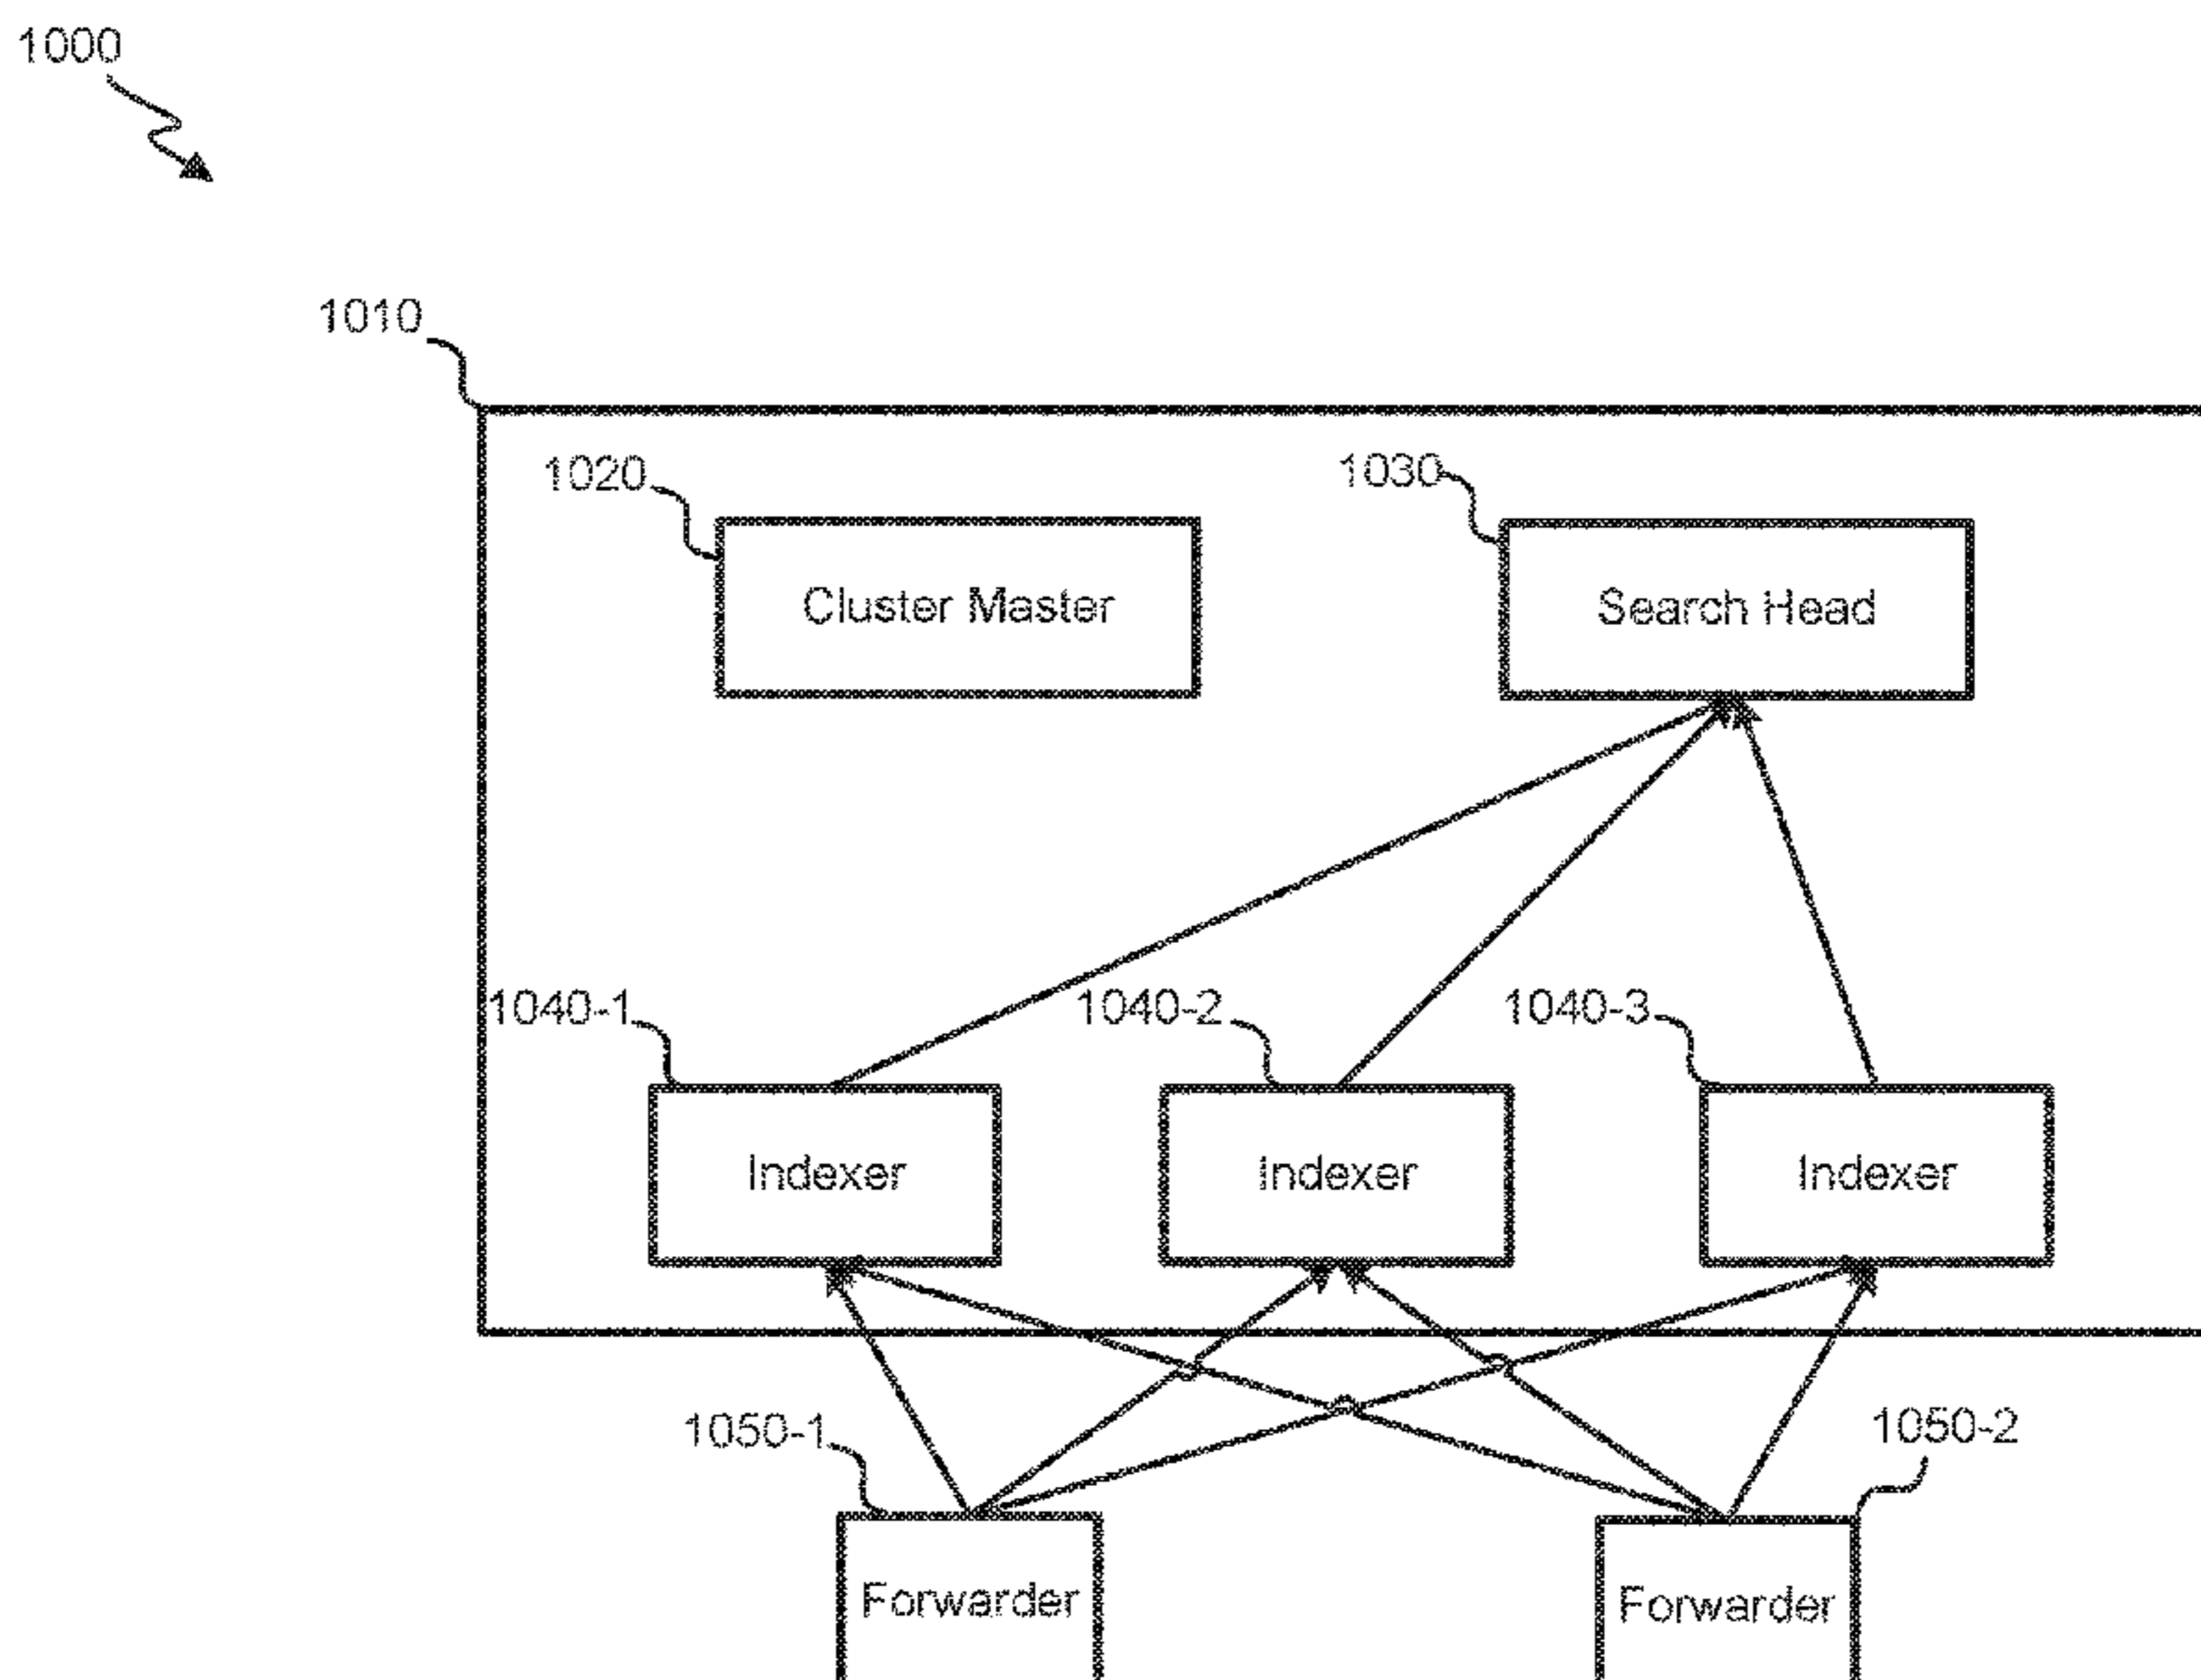 1000
1010
1020
1030
Cluster Master
Search Head
1040-1
1040-2
1040-3
Indexer
Indexer
Indexer
1050-1
1050-2
Forwarder
Forwarder